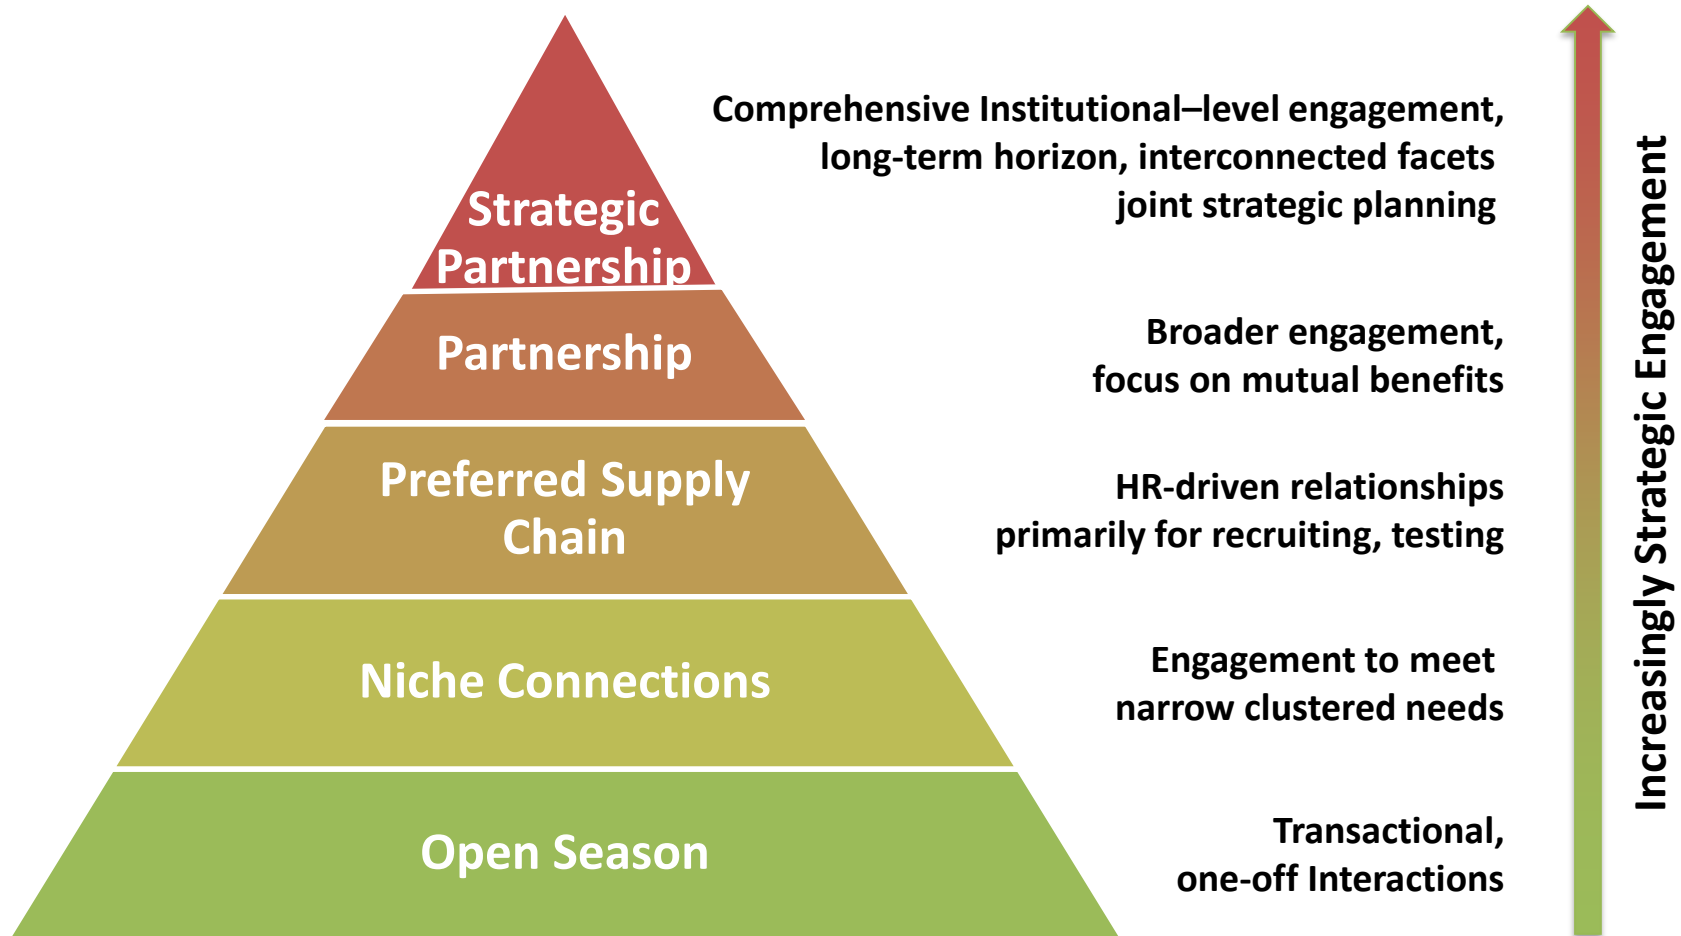 Strategic
Partnership
Comprehensive Institutional–level engagement,
long-term horizon, interconnected facets
joint strategic planning
Partnership
Broader engagement,
focus on mutual benefits
Preferred Supply
Chain
HR-driven relationships
primarily for recruiting, testing
Niche Connections
Engagement to meet
narrow clustered needs
Open Season
Transactional,
one-off Interactions
Increasingly Strategic Engagement